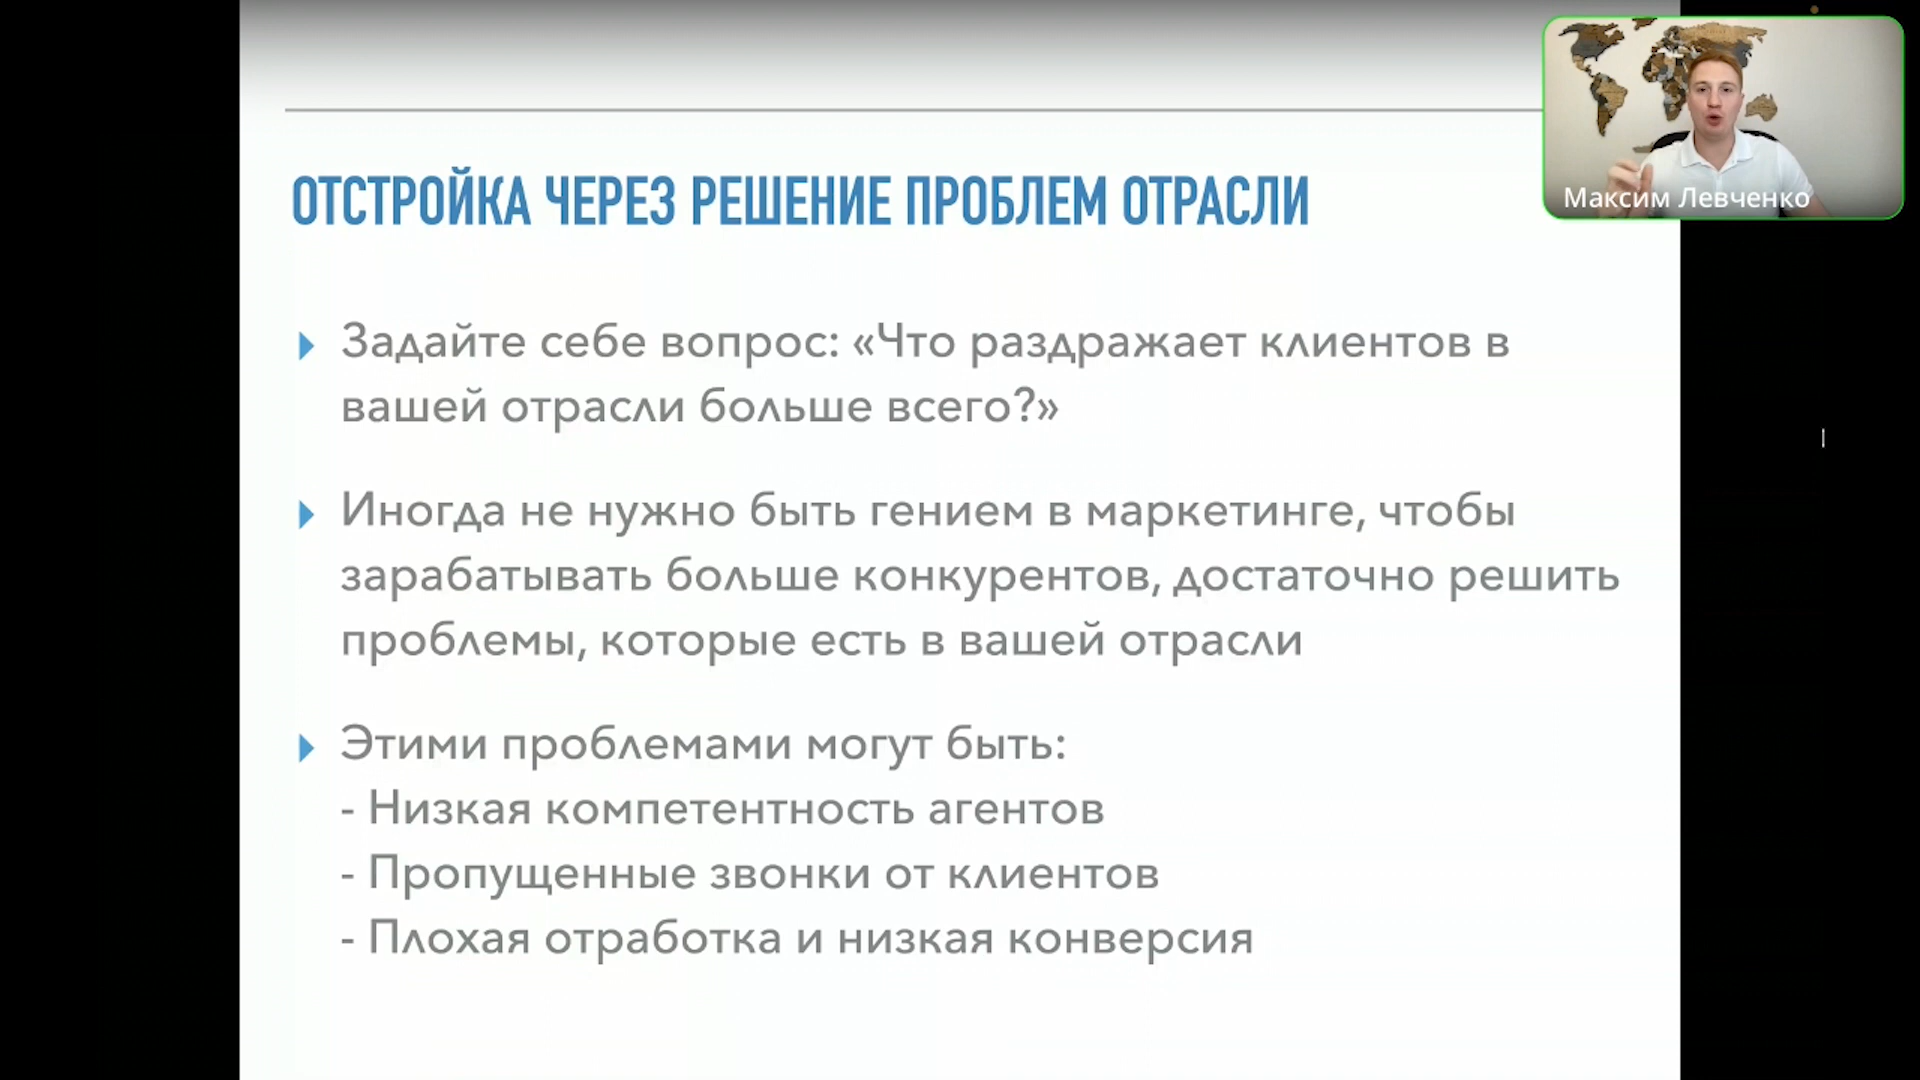 Максим Левченко
ОТСТРОЙКА ЧЕРЕЗ РЕШЕНИЕ ПРОБЛЕМ ОТРАСЛИ
Задайте себе вопрос: «Что раздражает клиентов в
вашей отрасли больше всего?»
Иногда не нужно быть гением в маркетинге, чтобы
зарабатывать больше конкурентов, достаточно решить
проблемы, которые есть в вашей отрасли
Этими проблемами могут быть:
- Низкая компетентность агентов
- Пропущенные звонки от клиентов
- Плохая отработка и низкая конверсия